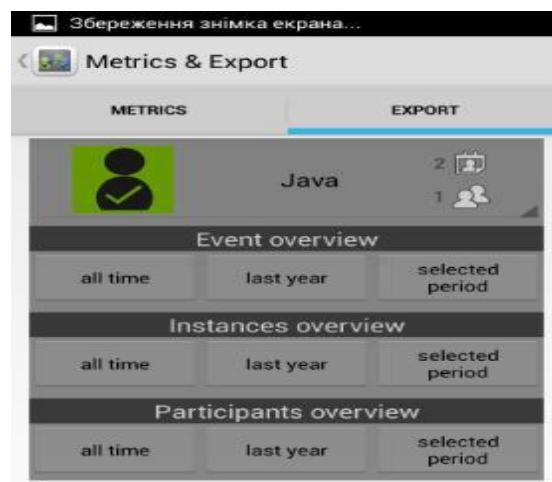 Збереження знімка екрана...
Metrics & Export
METRICS EXPORT
Java
2
1
Event overview
all time last year selected period
Instances overview
all time last year selected period
Participants overview
all time last year selected period